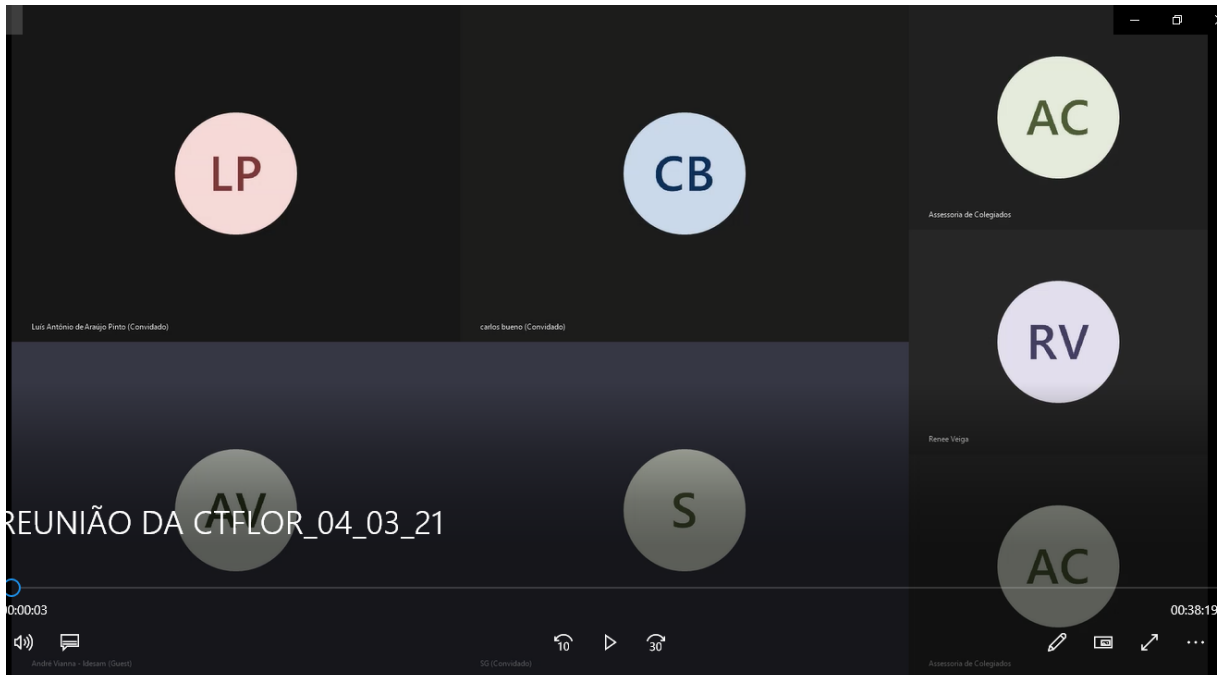 LP
CB
AC
Assessoria de Colegiados
Luís Antônio de Araújo Pinto (Convidado)
carlos bueno (Convidado)
RV
Renee Veiga
AV
S
AC
REUNIÃO DA CTFLOR_04_03_21
0:00:03
00:38:19
10
30
André Vianna - Idesam (Guest)
SG (Convidado)
Assessoria de Colegiados